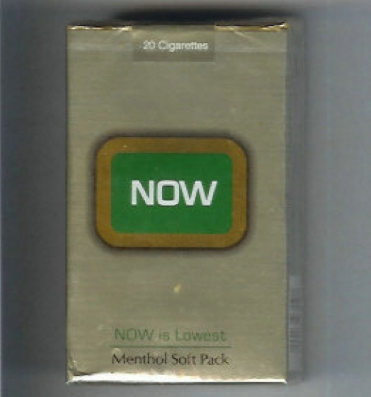 20 Cigarettes
NOW
NOW is Lowest
Menthol Soft Pack